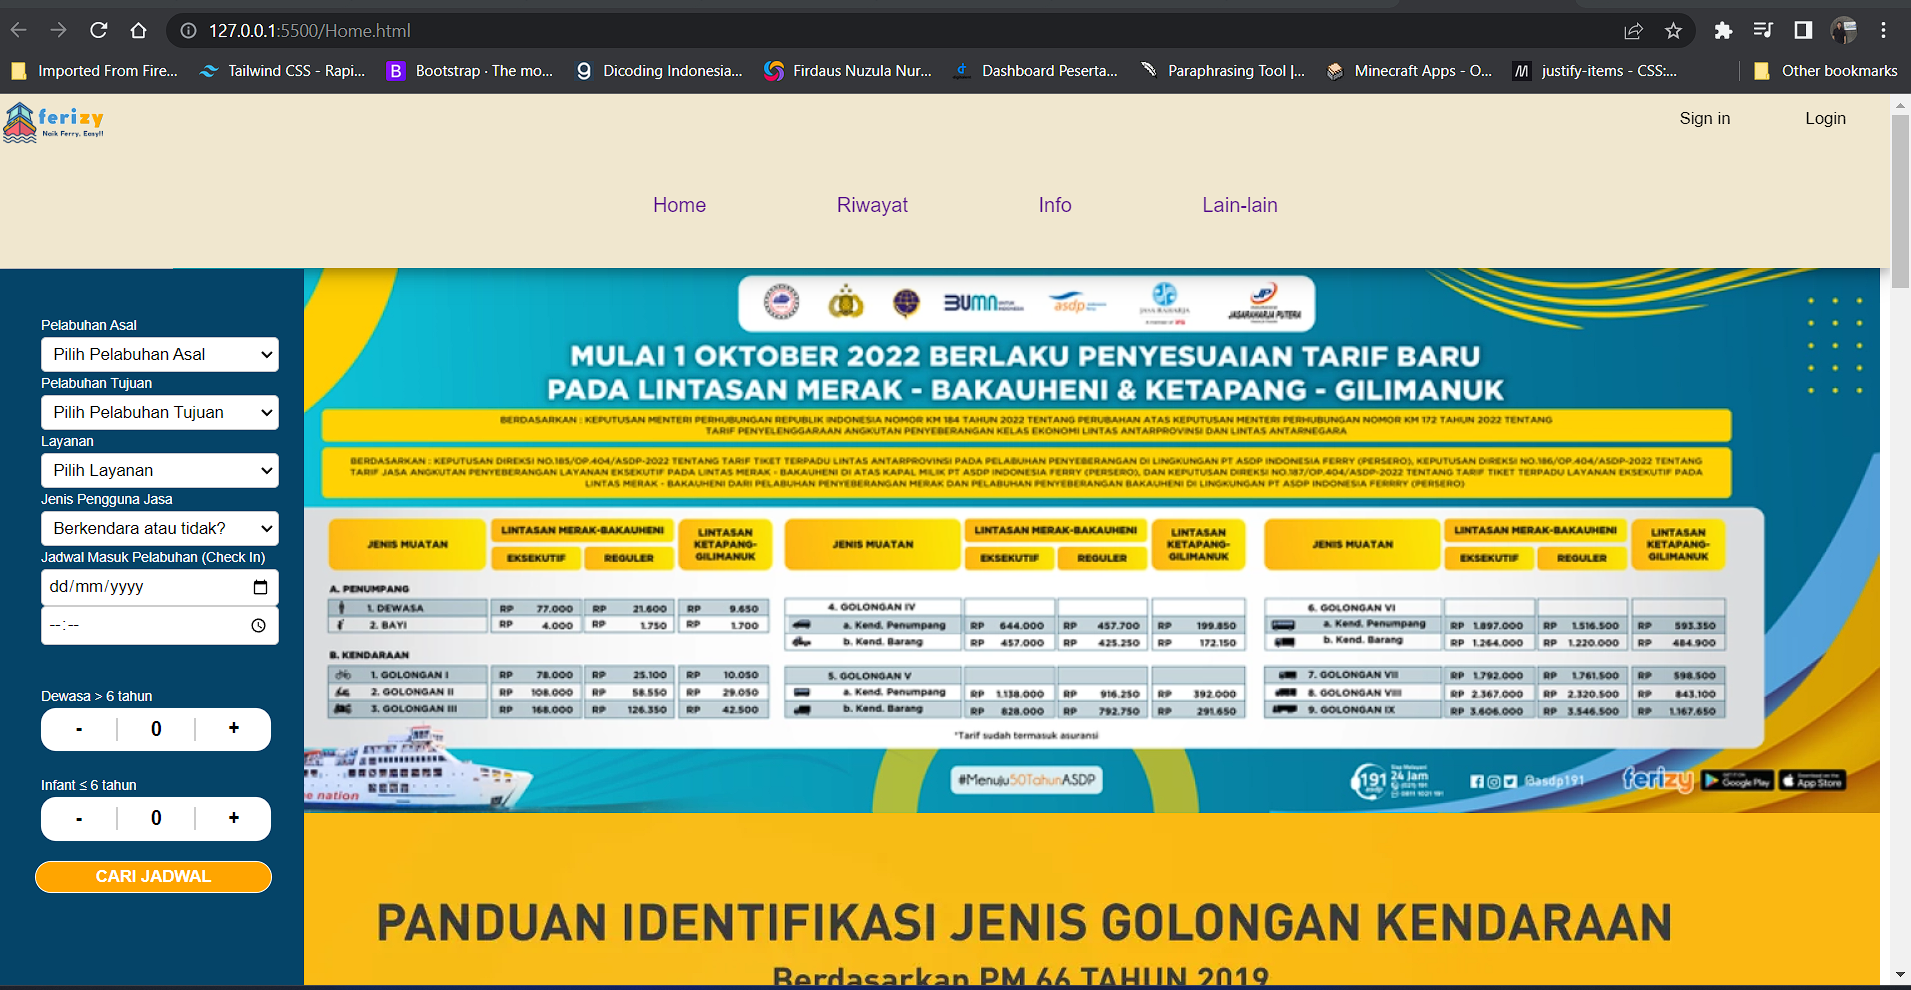 127.0.0.1:5500/Home.html
Imported From Fire...
Tailwind CSS - Rapi...
Bootstrap · The mo...
Dicoding Indonesia...
Firdaus Nuzula Nur...
Dashboard Peserta...
Paraphrasing Tool |...
Minecraft Apps - O...
justify-items - CSS:...
Other bookmarks
ferizy
Naik Ferry, Easy!!
Sign in
Login
Home
Riwayat
Info
Lain-lain
Pelabuhan Asal
Pilih Pelabuhan Asal
Pelabuhan Tujuan
Pilih Pelabuhan Tujuan
Layanan
Pilih Layanan
Jenis Pengguna Jasa
Berkendara atau tidak?
Jadwal Masuk Pelabuhan (Check In)
dd/mm/yyyy
--:--
Dewasa > 6 tahun
- 0 +
Infant ≤ 6 tahun
- 0 +
CARI JADWAL
BUMN UNTUK INDONESIA
asdp
JASA RAHARJA
JP
JASARAHARJA PUTERA
MULAI 1 OKTOBER 2022 BERLAKU PENYESUAIAN TARIF BARU
PADA LINTASAN MERAK - BAKAUHENI & KETAPANG - GILIMANUK
BERDASARKAN : KEPUTUSAN MENTERI PERHUBUNGAN REPUBLIK INDONESIA NOMOR KM 184 TAHUN 2022 TENTANG PERUBAHAN ATAS KEPUTUSAN MENTERI PERHUBUNGAN NOMOR KM 172 TAHUN 2022 TENTANG
TARIF PENYELENGGARAAN ANGKUTAN PENYEBERANGAN KELAS EKONOMI LINTAS ANTARPROVINSI DAN LINTAS ANTARNEGARA
BERDASARKAN : KEPUTUSAN DIREKSI NO.185/OP.404/ASDP-2022 TENTANG TARIF TIKET TERPADU LINTAS ANTARPROVINSI PADA PELABUHAN PENYEBERANGAN DI LINGKUNGAN PT ASDP INDONESIA FERRY (PERSERO), KEPUTUSAN DIREKSI NO.186/OP.404/ASDP-2022 TENTANG
TARIF JASA ANGKUTAN PENYEBERANGAN LAYANAN EKSEKUTIF PADA LINTAS MERAK - BAKAUHENI DI ATAS KAPAL MILIK PT ASDP INDONESIA FERRY (PERSERO), DAN KEPUTUSAN DIREKSI NO.187/OP.404/ASDP-2022 TENTANG TARIF TIKET TERPADU LAYANAN EKSEKUTIF PADA
LINTAS MERAK - BAKAUHENI DARI PELABUHAN PENYEBERANGAN MERAK DAN PELABUHAN PENYEBERANGAN BAKAUHENI DI LINGKUNGAN PT ASDP INDONESIA FERRRY (PERSERO)
JENIS MUATAN
LINTASAN MERAK-BAKAUHENI
EKSEKUTIF
REGULER
LINTASAN KETAPANG-GILIMANUK
A. PENUMPANG
1. DEWASA RP 77.000 RP 21.600 RP 9.650
2. BAYI RP 4.000 RP 1.750 RP 1.700
B. KENDARAAN
1. GOLONGAN I RP 78.000 RP 25.100 RP 10.050
2. GOLONGAN II RP 108.000 RP 58.550 RP 29.050
3. GOLONGAN III RP 168.000 RP 126.350 RP 42.500
JENIS MUATAN
LINTASAN MERAK-BAKAUHENI
EKSEKUTIF
REGULER
LINTASAN KETAPANG-GILIMANUK
4. GOLONGAN IV
a. Kend. Penumpang RP 644.000 RP 457.700 RP 199.850
b. Kend. Barang RP 457.000 RP 425.250 RP 172.150
5. GOLONGAN V
a. Kend. Penumpang RP 1.138.000 RP 916.250 RP 392.000
b. Kend. Barang RP 828.000 RP 792.750 RP 291.650
JENIS MUATAN
LINTASAN MERAK-BAKAUHENI
EKSEKUTIF
REGULER
LINTASAN KETAPANG-GILIMANUK
6. GOLONGAN VI
a. Kend. Penumpang RP 1.897.000 RP 1.516.500 RP 593.350
b. Kend. Barang RP 1.264.000 RP 1.220.000 RP 484.900
7. GOLONGAN VII RP 1.792.000 RP 1.761.500 RP 598.500
8. GOLONGAN VIII RP 2.367.000 RP 2.320.500 RP 843.100
9. GOLONGAN IX RP 3.606.000 RP 3.546.500 RP 1.167.650
*Tarif sudah termasuk asuransi
e nation
#Menuju50TahunASDP
191
asdp
24 Jam
(021) 191
0811 1021 191
@asdp191
ferizy
Google Play
App Store
PANDUAN IDENTIFIKASI JENIS GOLONGAN KENDARAAN
Berdasarkan PM 66 TAHUN 2019